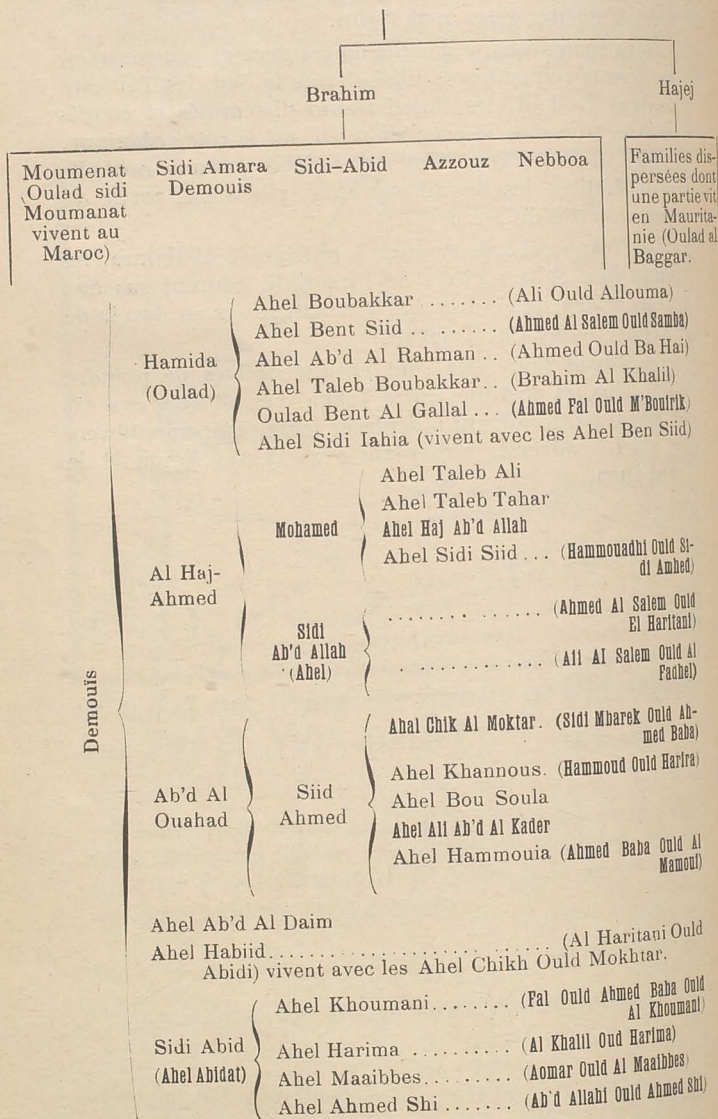 Brahim
Hajej
Moumenat
(Oulad sidi
Moumanat
vivent au
Maroc)
Sidi Amara
Demouis
Sidi-Abid
Azzouz
Nebboa
Families dis-
persées dont
une partie vit
en Maurita-
nie (Oulad al
Baggar.
Demouïs
Hamida
(Oulad)
Ahel Boubakkar ........ (Ali Ould Allouma)
Ahel Bent Siid .. ...... (Ahmed Al Salem Ould Samba)
Ahel Ab'd Al Rahman .. (Ahmed Ould Ba Hai)
Ahel Taleb Boubakkar.. (Brahim Al Khalil)
Oulad Bent Al Gallal ... (Ahmed Fal Ould M'Bouirik)
Ahel Sidi Iahia (vivent avec les Ahel Ben Siid)
Al Haj-
Ahmed
Mohamed
Ahel Taleb Ali
Ahel Taleb Tahar
Ahel Haj Ab'd Allah
Ahel Sidi Siid ... (Hammouadhi Ould Si-
di Amhed)
Sidi
Ab'd Allah
(Ahel)
.................. (Ahmed Al Salem Ould
El Haritani)
.................. (Ali Al Salem Ould Al
Fadhel)
Ab'd Al
Ouahad
Siid
Ahmed
Ahal Chik Al Moktar. (Sidi Mbarek Ould Ah-
med Baba)
Ahel Khannous. (Hammoud Ould Harira)
Ahel Bou Soula
Ahel Ali Ab'd Al Kader
Ahel Hammouia (Ahmed Baba Ould Al
Mamoul)
Ahel Ab'd Al Daim
Ahel Habiid............................ (Al Haritani Ould
Abidi) vivent avec les Ahel Chikh Ould Mokhtar.
Sidi Abid
(Ahel Abidat)
Ahel Khoumani........ (Fal Ould Ahmed Baba Ould
Al Khoumani)
Ahel Harima .......... (Al Khalil Oud Harima)
Ahel Maaibbes......... (Aomar Ould Al Maaibbes)
Ahel Ahmed Shi ....... (Ab'd Allahi Ould Ahmed Shi)